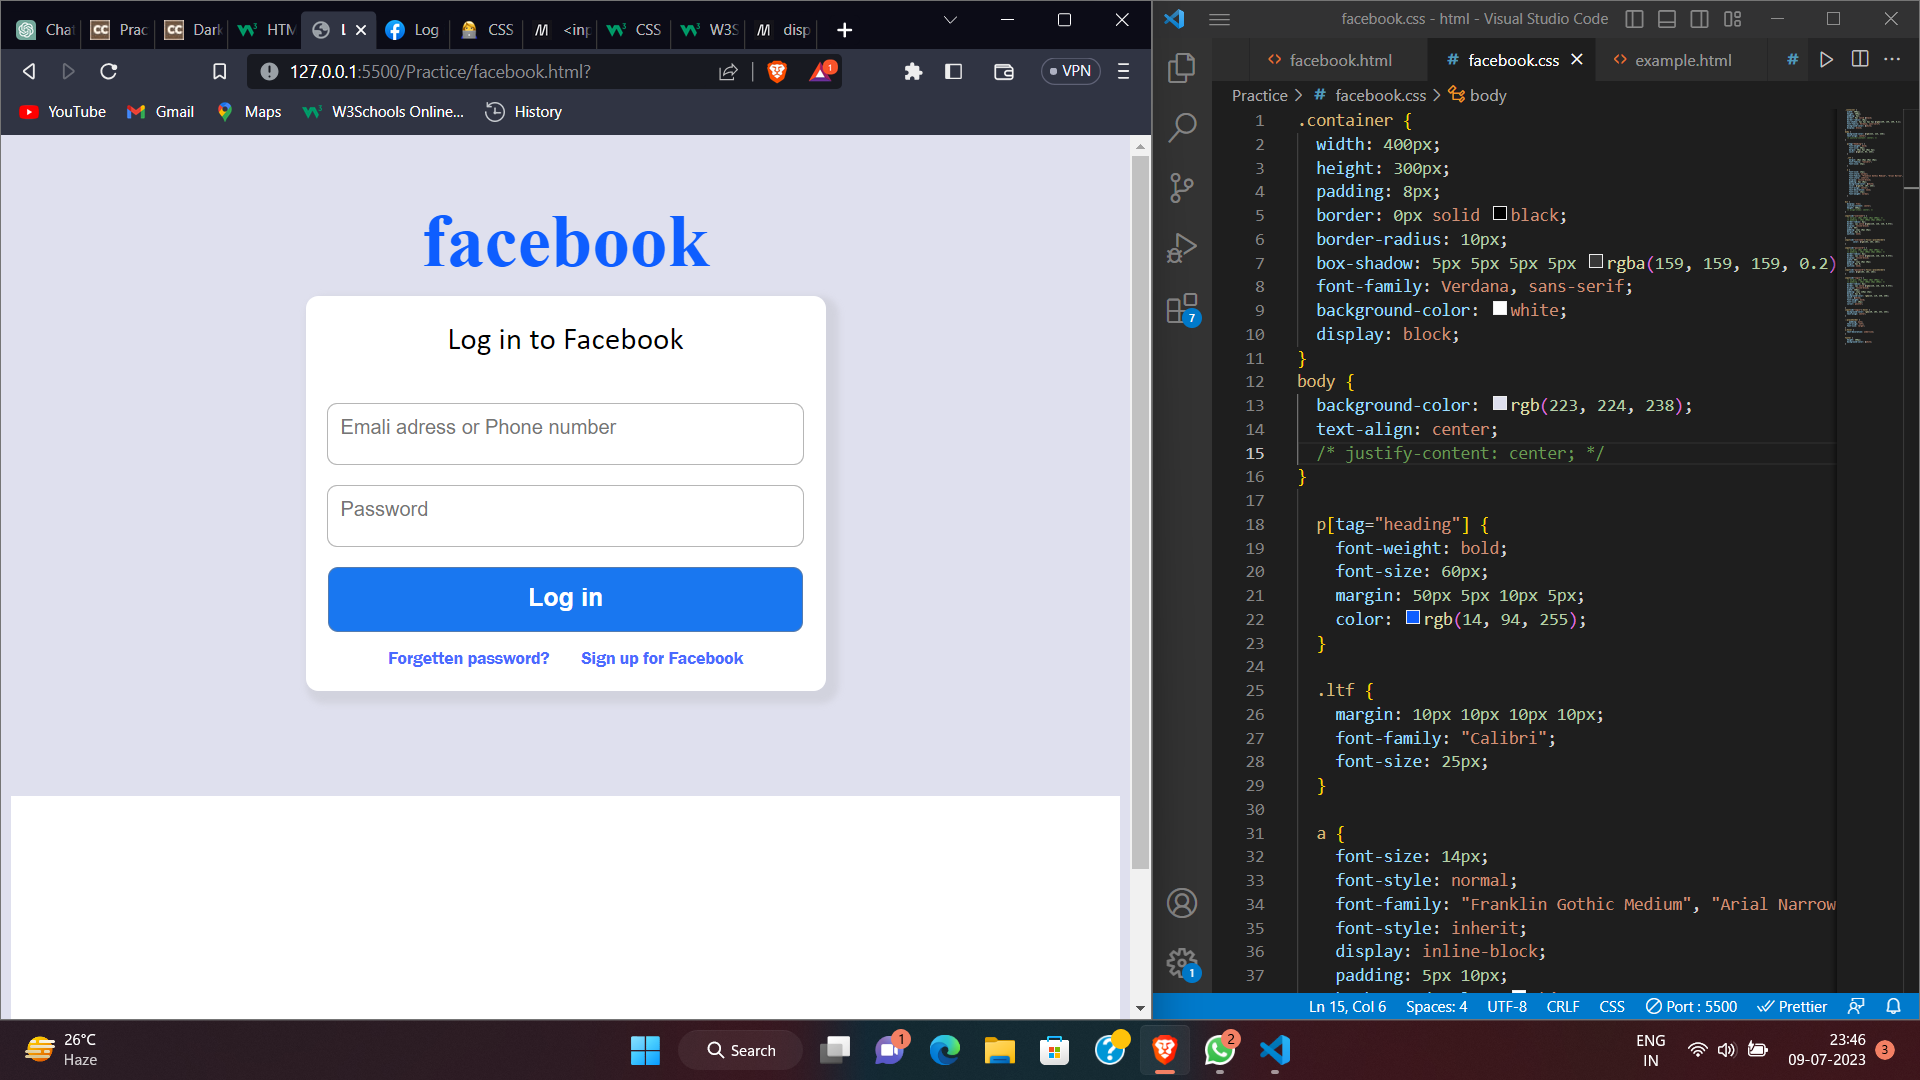 Chat
Prac
Dark
HTM
L
Log
CSS
<inp
CSS
W3S
disp
127.0.0.1:5500/Practice/facebook.html?
1
VPN
YouTube
Gmail
Maps
W3Schools Online...
History
facebook
Log in to Facebook
Emali adress or Phone number
Password
Log in
Forgetten password?
Sign up for Facebook
facebook.css - html - Visual Studio Code
facebook.html
# facebook.css
example.html
#
Practice > # facebook.css > body
1 .container {
2 width: 400px;
3 height: 300px;
4 padding: 8px;
5 border: 0px solid black;
6 border-radius: 10px;
7 box-shadow: 5px 5px 5px 5px rgba(159, 159, 159, 0.2)
8 font-family: Verdana, sans-serif;
9 background-color: white;
10 display: block;
11 }
12 body {
13 background-color: rgb(223, 224, 238);
14 text-align: center;
15 /* justify-content: center; */
16 }
17
18 p[tag="heading"] {
19 font-weight: bold;
20 font-size: 60px;
21 margin: 50px 5px 10px 5px;
22 color: rgb(14, 94, 255);
23 }
24
25 .ltf {
26 margin: 10px 10px 10px 10px;
27 font-family: "Calibri";
28 font-size: 25px;
29 }
30
31 a {
32 font-size: 14px;
33 font-style: normal;
34 font-family: "Franklin Gothic Medium", "Arial Narrow
35 font-style: inherit;
36 display: inline-block;
37 padding: 5px 10px;
7
1
Ln 15, Col 6
Spaces: 4
UTF-8
CRLF
CSS
Port : 5500
Prettier
26°C
Haze
Search
1
2
ENG
IN
23:46
09-07-2023
3